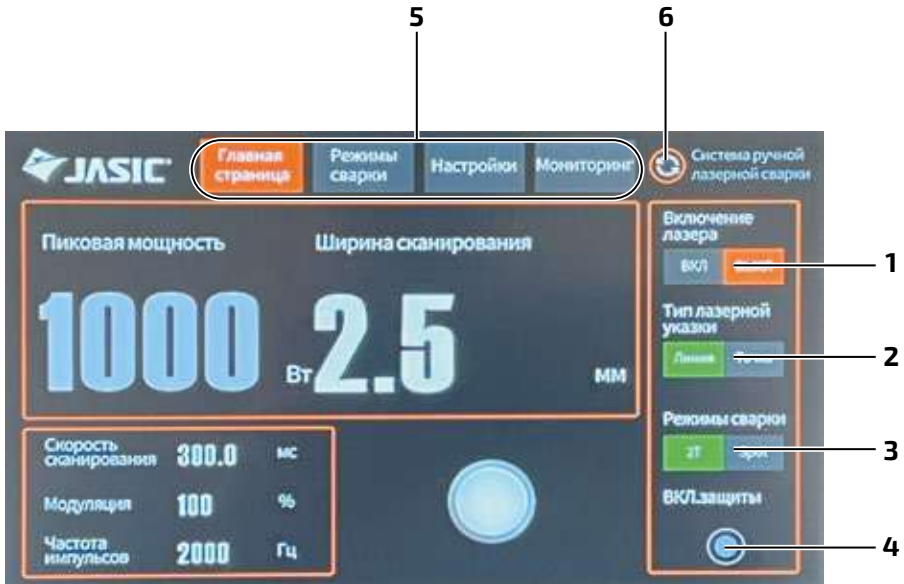 5
6
JASIC
Главная
страница
Режимы
сварки
Настройки
Мониторинг
Система ручной
лазерной сварки
Пиковая мощность
Ширина сканирования
1000
Вт
2.5
мм
Включение
лазера
ВКЛ
1
Тип лазерной
указки
Линия
2
Режимы сварки
2T
Spot
3
ВКЛ.защиты
4
Скорость
сканирования
300.0
мс
Модуляция
100
%
Частота
импульсов
2000
Гц